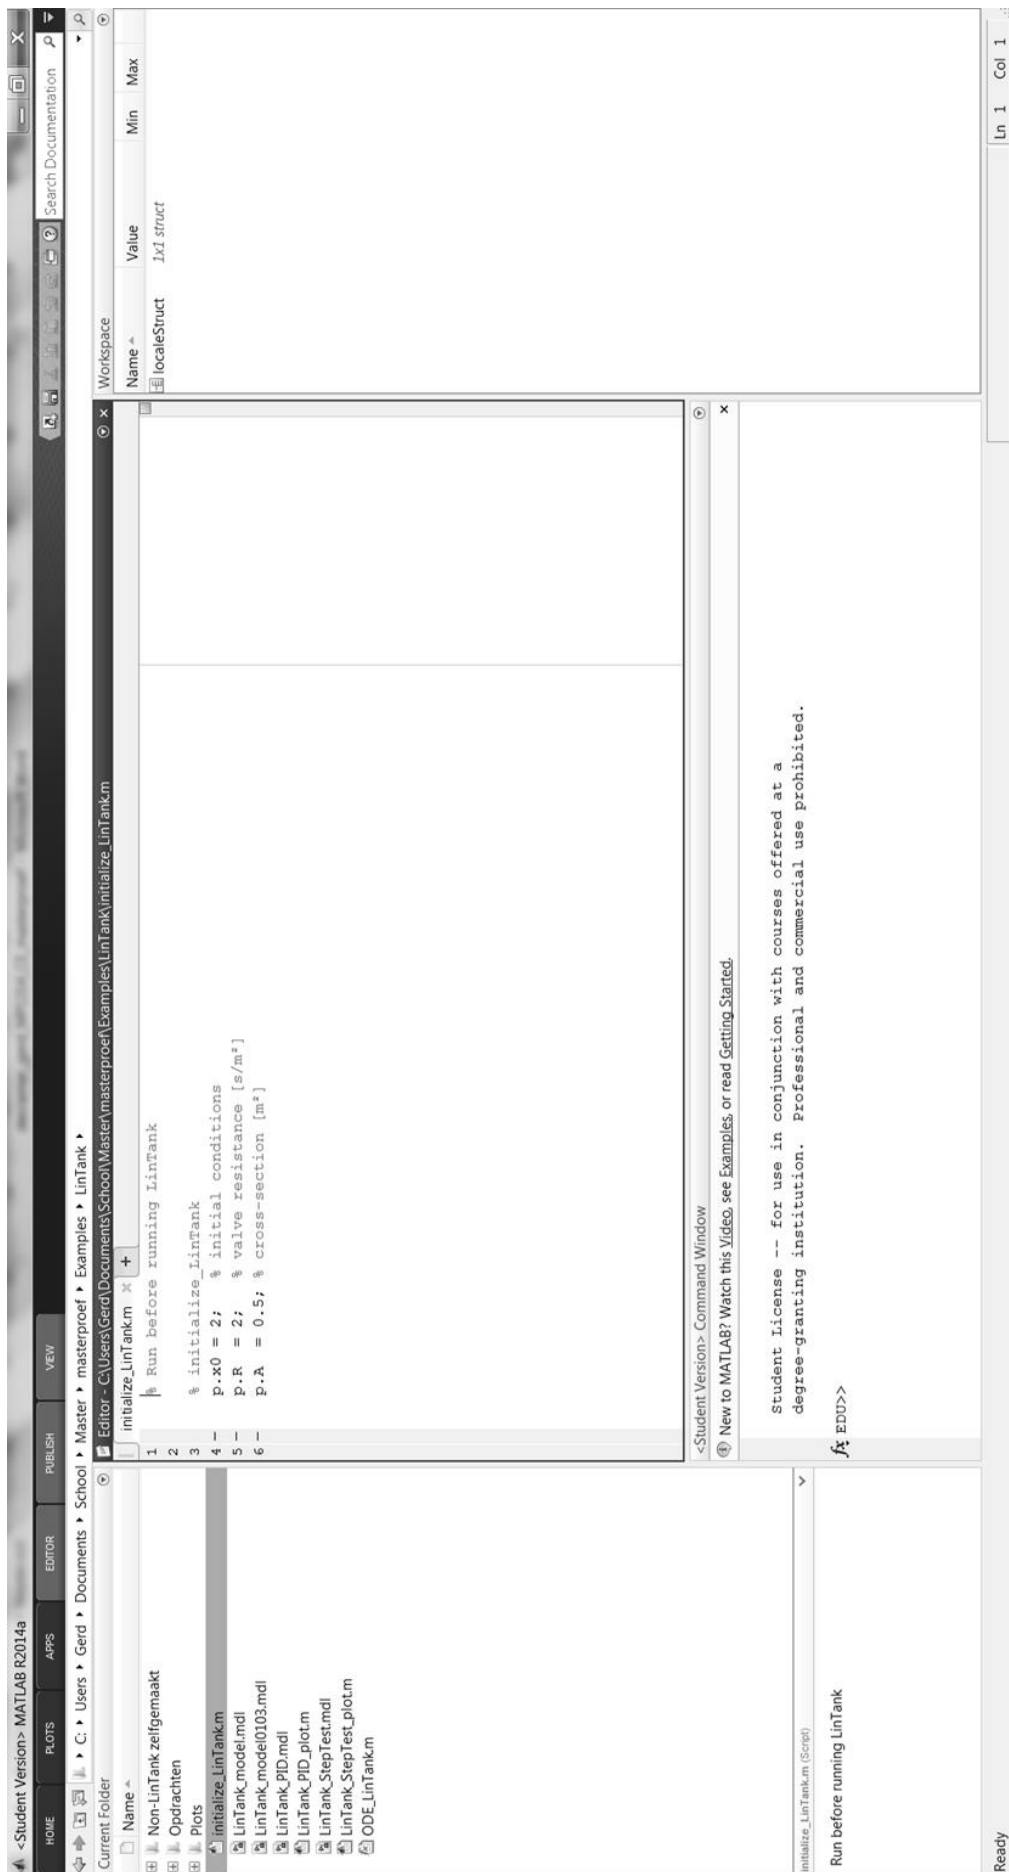 <Student Version> MATLAB R2014a
HOME PLOTS APPS EDITOR PUBLISH VIEW
Search Documentation
C: ▸ Users ▸ Gerd ▸ Documents ▸ School ▸ Master ▸ masterproef ▸ Examples ▸ LinTank ▸
Current Folder
Name
Non-LinTank zelfgemaakt
Opdrachten
Plots
initialize_LinTank.m
LinTank_model.mdl
LinTank_model0103.mdl
LinTank_PID.mdl
LinTank_PID_plot.m
LinTank_StepTest.mdl
LinTank_StepTest_plot.m
ODE_LinTank.m
initialize_LinTank.m (Script)
Run before running LinTank
Editor - C:\Users\Gerd\Documents\School\Master\masterproef\Examples\LinTank\initialize_LinTank.m
initialize_LinTank.m × +
1 % Run before running LinTank
2
3 % initialize_LinTank
4 – p.x0 = 2; % initial conditions
5 – p.R = 2; % valve resistance [s/m²]
6 – p.A = 0.5; % cross-section [m²]
<Student Version> Command Window
New to MATLAB? Watch this Video, see Examples, or read Getting Started.
Student License -- for use in conjunction with courses offered at a
degree-granting institution. Professional and commercial use prohibited.
fx EDU>>
Workspace
Name Value Min Max
localeStruct 1x1 struct
Ready
Ln 1 Col 1